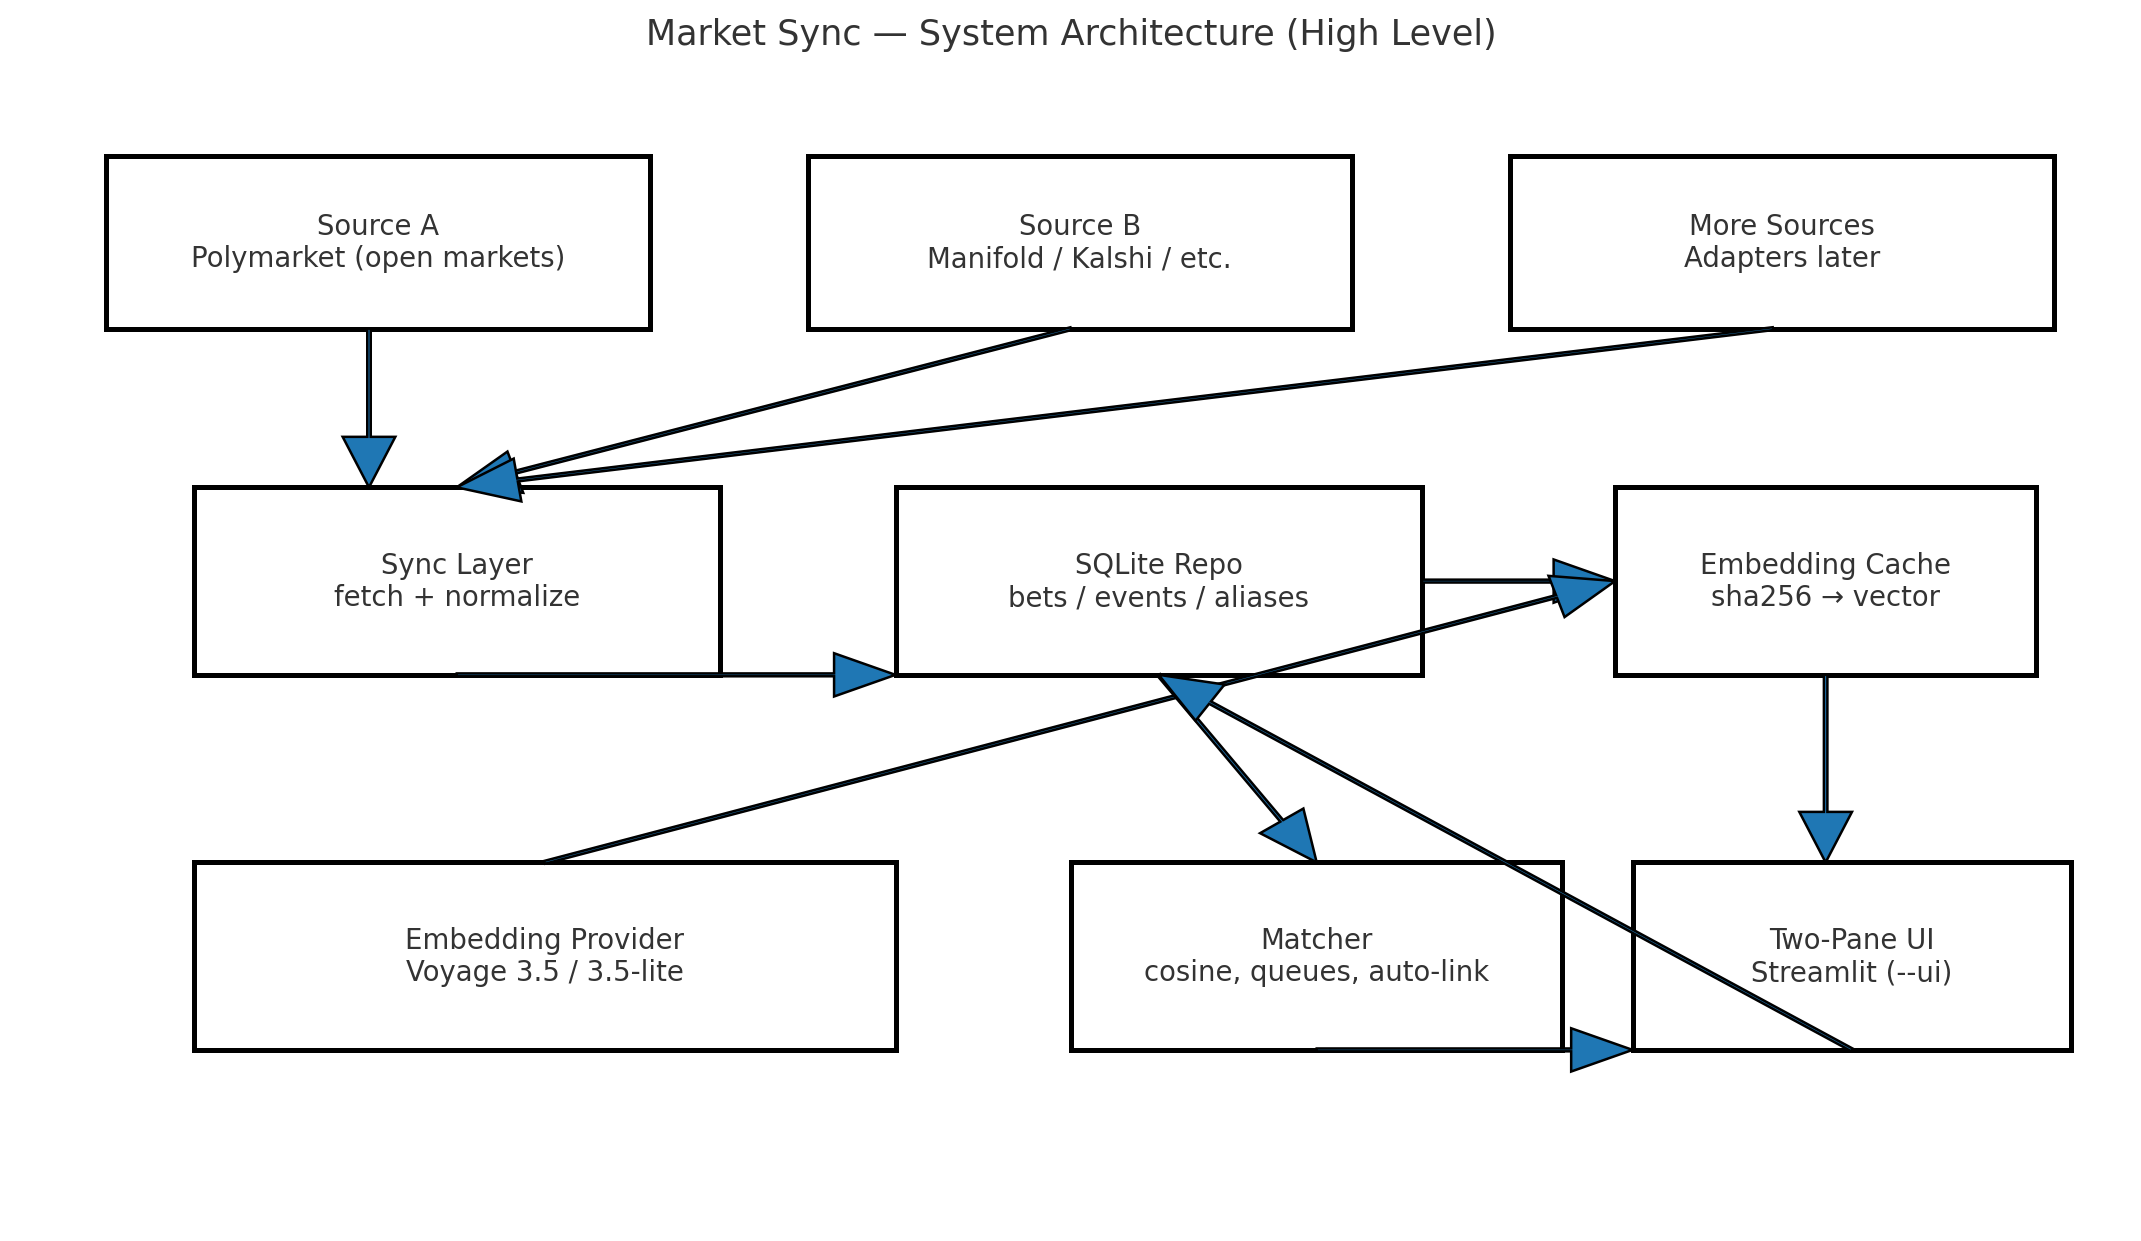 Market Sync — System Architecture (High Level)
Source A
Polymarket (open markets)
Source B
Manifold / Kalshi / etc.
More Sources
Adapters later
Sync Layer
fetch + normalize
SQLite Repo
bets / events / aliases
Embedding Cache
sha256 → vector
Embedding Provider
Voyage 3.5 / 3.5-lite
Matcher
cosine, queues, auto-link
Two-Pane UI
Streamlit (--ui)